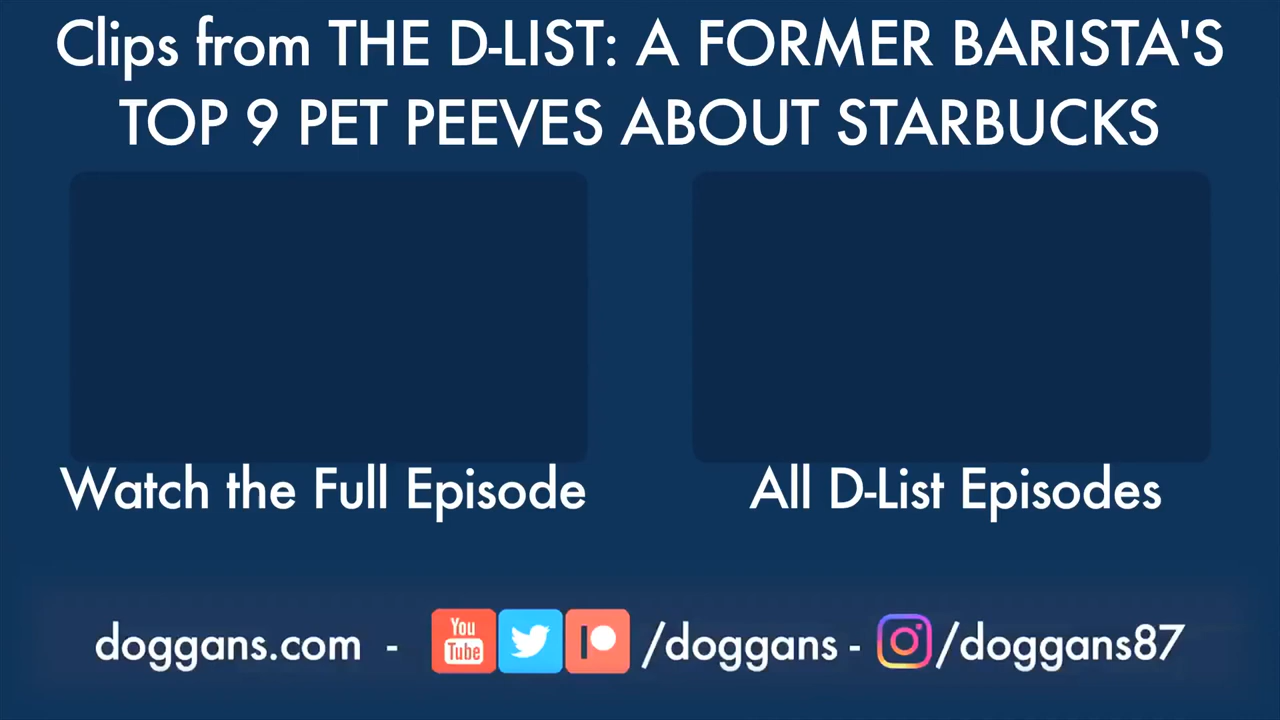 Clips from THE D-LIST: A FORMER BARISTA'S
TOP 9 PET PEEVES ABOUT STARBUCKS
Watch the Full Episode
All D-List Episodes
doggans.com - You Tube /doggans - /doggans87